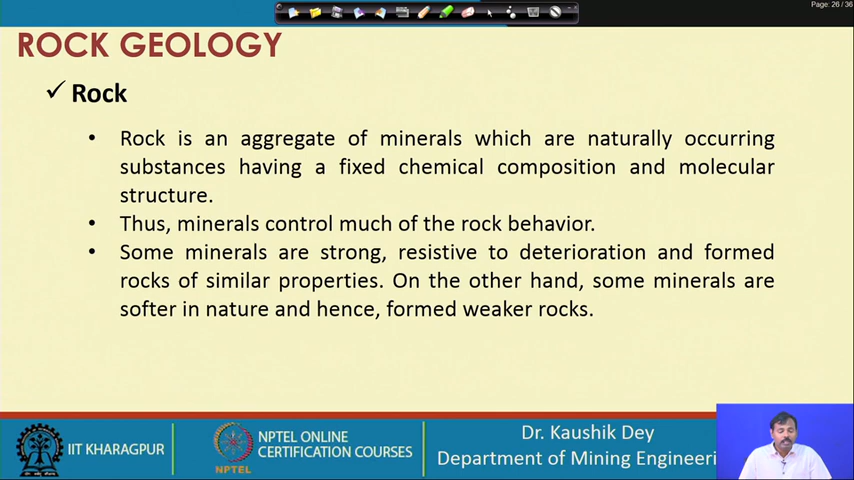 Page: 26 / 36
ROCK GEOLOGY
✓ Rock
• Rock is an aggregate of minerals which are naturally occurring
substances having a fixed chemical composition and molecular
structure.
• Thus, minerals control much of the rock behavior.
• Some minerals are strong, resistive to deterioration and formed
rocks of similar properties. On the other hand, some minerals are
softer in nature and hence, formed weaker rocks.
IIT KHARAGPUR
NPTEL
NPTEL ONLINE
CERTIFICATION COURSES
Dr. Kaushik Dey
Department of Mining Engineeri